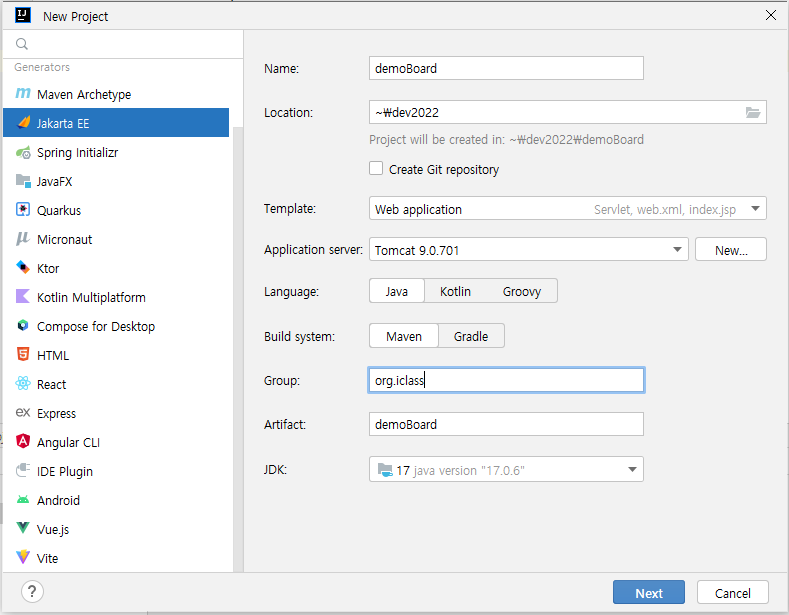 New Project
Generators
Maven Archetype
Jakarta EE
Spring Initializr
JavaFX
Quarkus
Micronaut
Ktor
Kotlin Multiplatform
Compose for Desktop
HTML
React
Express
Angular CLI
IDE Plugin
Android
Vue.js
Vite
Name: demoBoard
Location: ~₩dev2022
Project will be created in: ~₩dev2022₩demoBoard
Create Git repository
Template: Web application Servlet, web.xml, index.jsp
Application server: Tomcat 9.0.701 New...
Language: Java Kotlin Groovy
Build system: Maven Gradle
Group: org.iclass
Artifact: demoBoard
JDK: 17 java version "17.0.6"
? Next Cancel